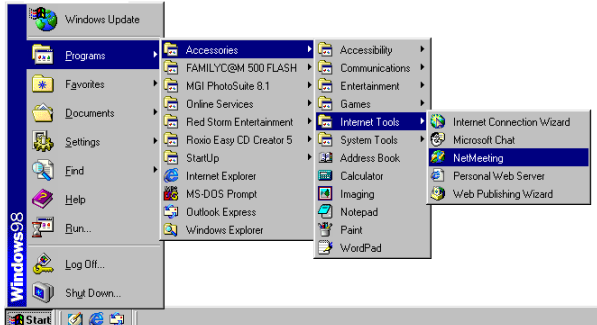 Windows Update
Programs
Favorites
Documents
Settings
Find
Help
Run...
Log Off...
Shut Down...
Windows98
Start
Accessories
FAMILYC@M 500 FLASH
MGI PhotoSuite 8.1
Online Services
Red Storm Entertainment
Roxio Easy CD Creator 5
StartUp
Internet Explorer
MS-DOS Prompt
Outlook Express
Windows Explorer
Accessibility
Communications
Entertainment
Games
Internet Tools
System Tools
Address Book
Calculator
Imaging
Notepad
Paint
WordPad
Internet Connection Wizard
Microsoft Chat
NetMeeting
Personal Web Server
Web Publishing Wizard